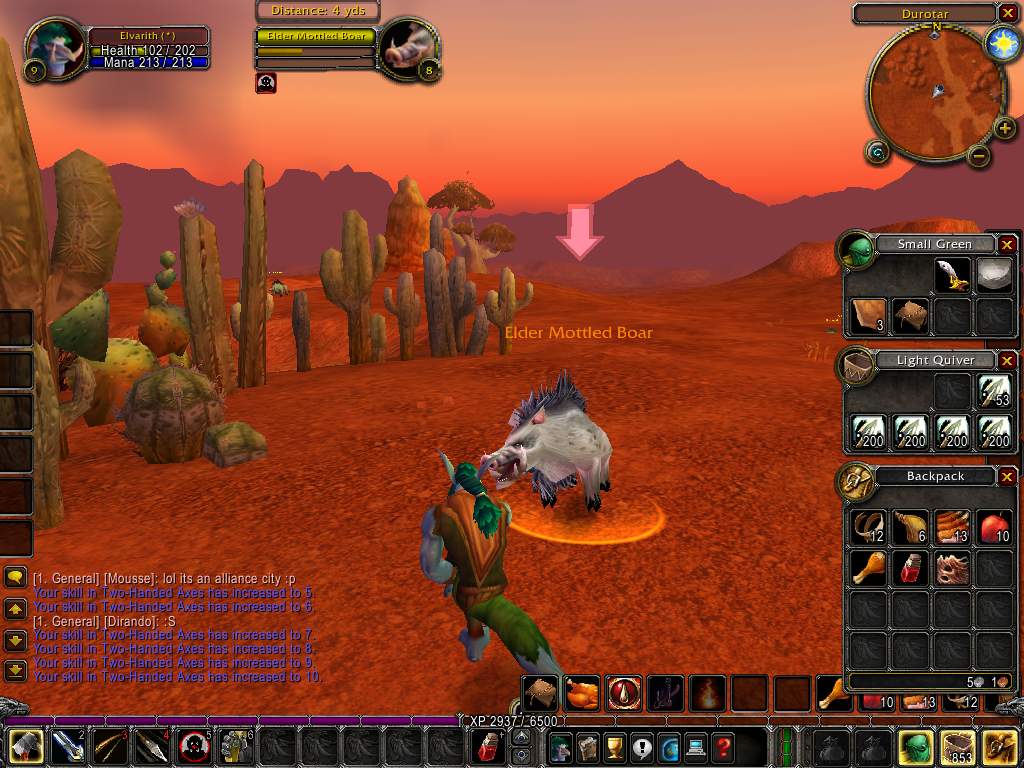 Distance: 4 yds
Elvarith (*)
Health 102 / 202
Mana 213 / 213
9
Elder Mottled Boar
8
Durotar
N
Elder Mottled Boar
Small Green
3
Light Quiver
53
200 200 200 200
Backpack
12 6 13 10
5 1
[1. General] [Mousse]: lol its an alliance city :p
Your skill in Two-Handed Axes has increased to 5.
Your skill in Two-Handed Axes has increased to 6.
[1. General] [Dirando]: :S
Your skill in Two-Handed Axes has increased to 7.
Your skill in Two-Handed Axes has increased to 8.
Your skill in Two-Handed Axes has increased to 9.
Your skill in Two-Handed Axes has increased to 10.
10 13 12
XP 2937 / 6500
2 3 4 5 6
853